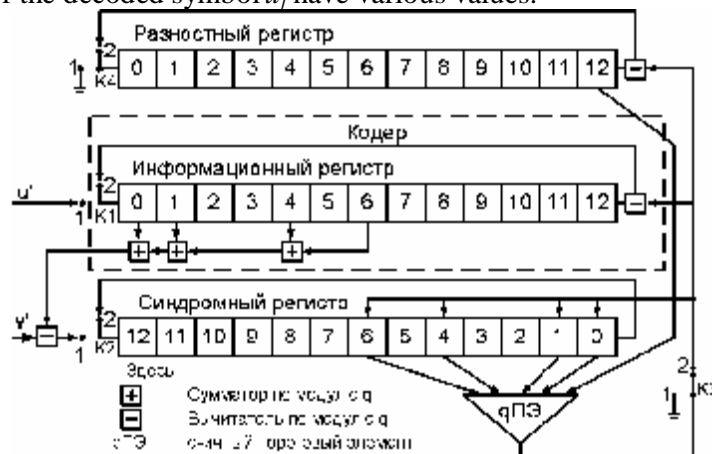 the decoded symbol u_j have various values.
Разностный регистр
2
1
К4
0 1 2 3 4 5 6 7 8 9 10 11 12
-
Кодер
Информационный регистр
u'
2
1
К1
0 1 2 3 4 5 6 7 8 9 10 11 12
-
+ + +
Синдромный регистр
v'
-
2
1
К2
12 11 10 9 8 7 6 5 4 3 2 1 0
2
1
Здесь
+ Сумматор по модулю q
- Вычитатель по модулю q
qПЭ
qПЭ